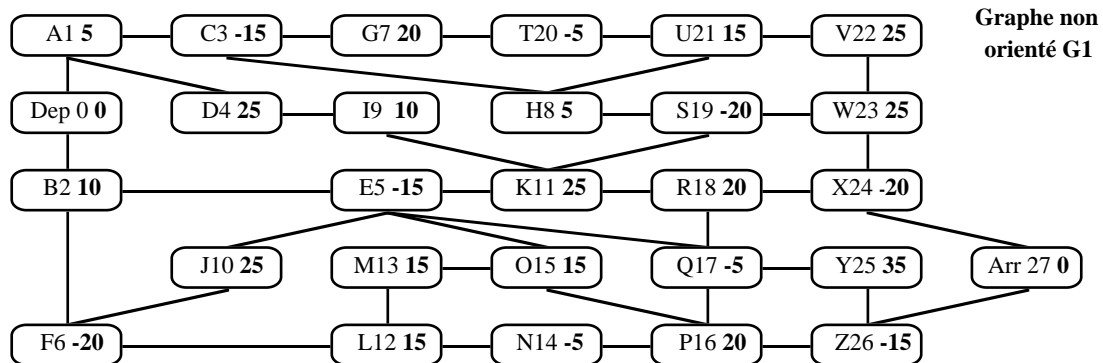 A1 5 C3 -15 G7 20 T20 -5 U21 15 V22 25
Graphe non
orienté G1
Dep 0 0 D4 25 I9 10 H8 5 S19 -20 W23 25
B2 10 E5 -15 K11 25 R18 20 X24 -20
J10 25 M13 15 O15 15 Q17 -5 Y25 35 Arr 27 0
F6 -20 L12 15 N14 -5 P16 20 Z26 -15